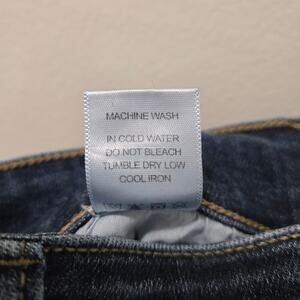 MACHINE WASH
IN COLD WATER
DO NOT BLEACH
TUMBLE DRY LOW
COOL IRON